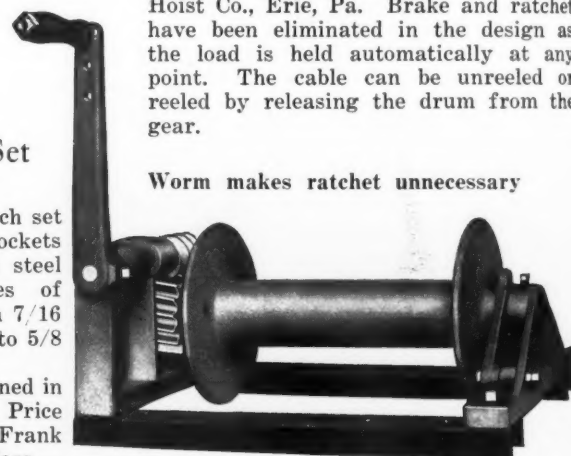 Hoist Co., Erie, Pa. Brake and ratchet
have been eliminated in the design as
the load is held automatically at any
point. The cable can be unreeled or
reeled by releasing the drum from the
gear.
Worm makes ratchet unnecessary
Set
ch set
ockets
steel
es of
7/16
to 5/8
ned in
Price
Frank